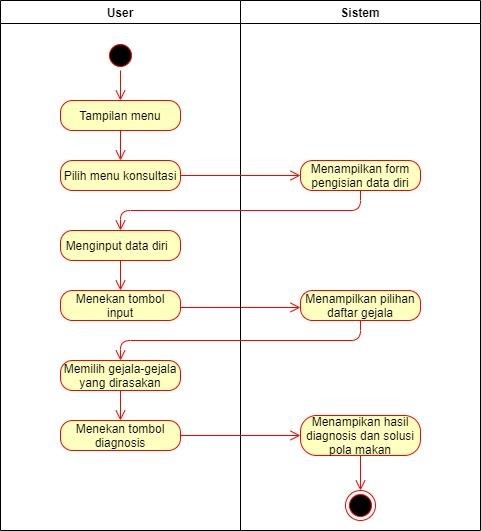 User
Sistem
Tampilan menu
Pilih menu konsultasi
Menampilkan form
pengisian data diri
Menginput data diri
Menekan tombol
input
Menampilkan pilihan
daftar gejala
Memilih gejala-gejala
yang dirasakan
Menekan tombol
diagnosis
Menampikan hasil
diagnosis dan solusi
pola makan